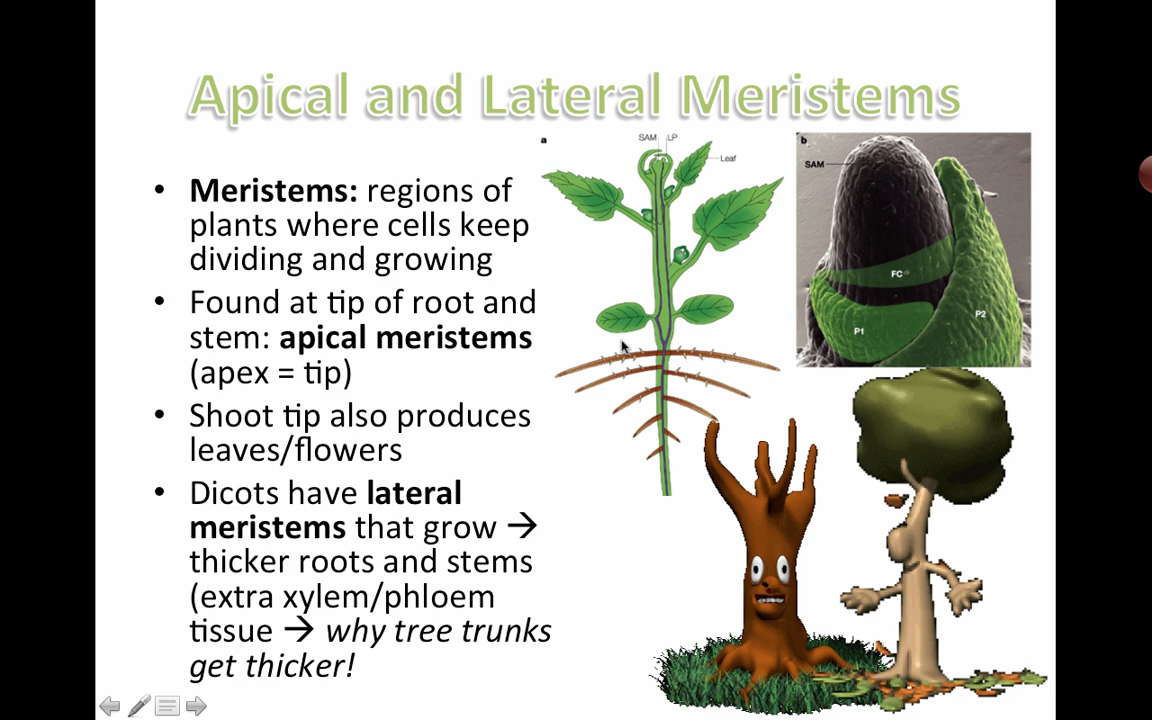 Apical and Lateral Meristems
• Meristems: regions of
plants where cells keep
dividing and growing
• Found at tip of root and
stem: apical meristems
(apex = tip)
• Shoot tip also produces
leaves/flowers
• Dicots have lateral
meristems that grow →
thicker roots and stems
(extra xylem/phloem
tissue → why tree trunks
get thicker!
a
SAM LP
Leaf
b
SAM
FC
P1
P2